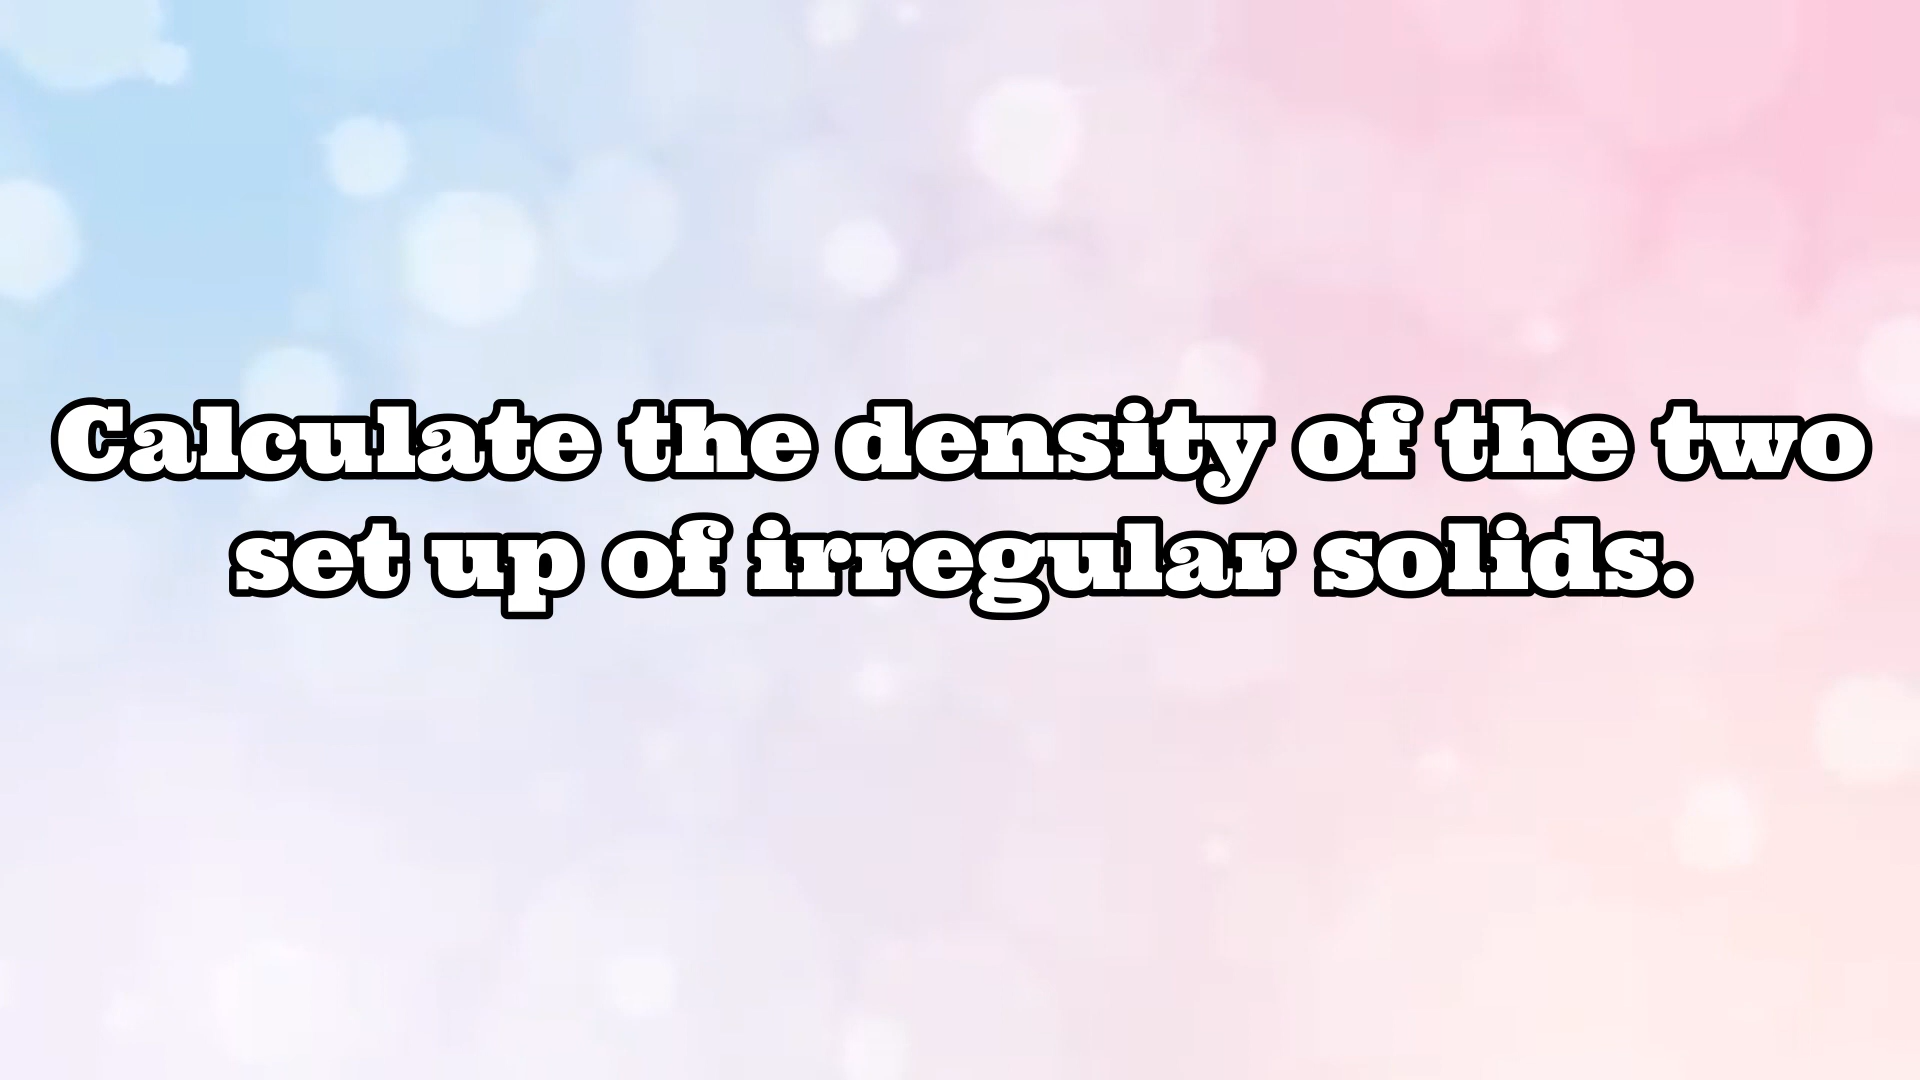 Calculate the density of the two
set up of irregular solids.